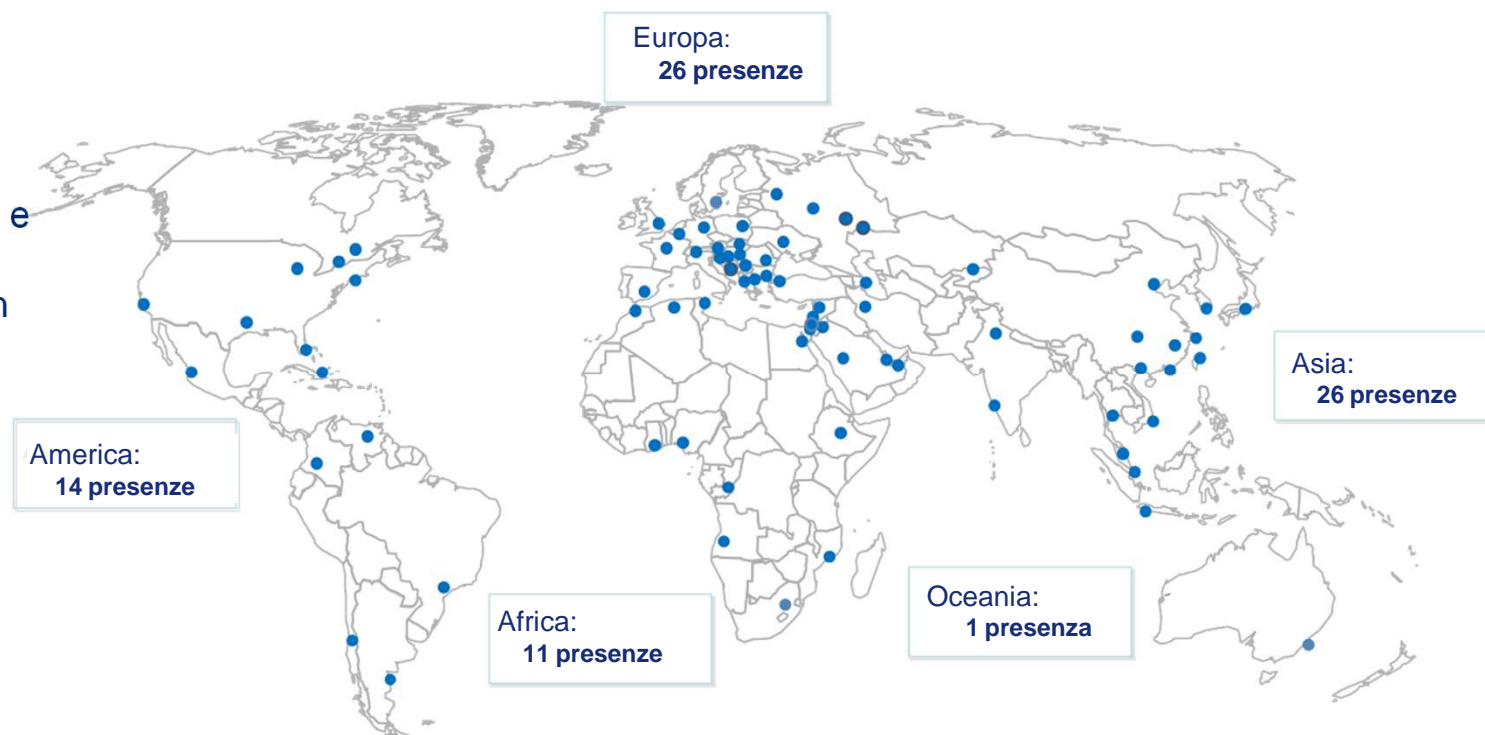 Europa:
26 presenze
e
n
Asia:
26 presenze
America:
14 presenze
Oceania:
1 presenza
Africa:
11 presenze